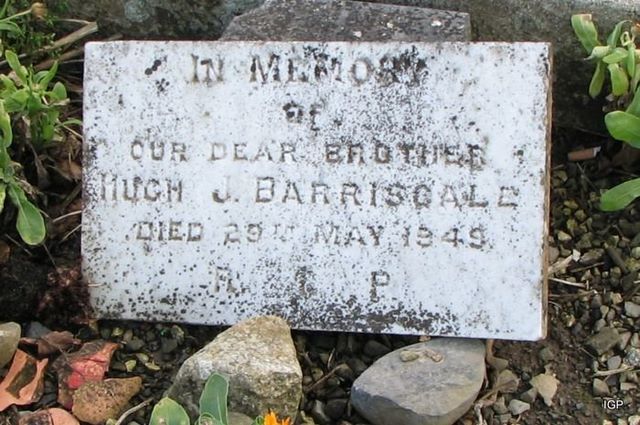 IN MEMORY
OF
OUR DEAR BROTHER
HUGH J. BARRISCALE
DIED 29TH MAY 1949
R. I. P.
IGP